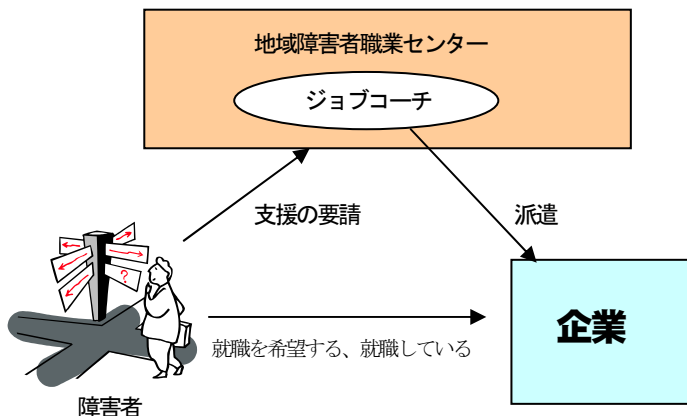 地域障害者職業センター
ジョブコーチ
支援の要請
派遣
?
企業
就職を希望する、就職している
障害者